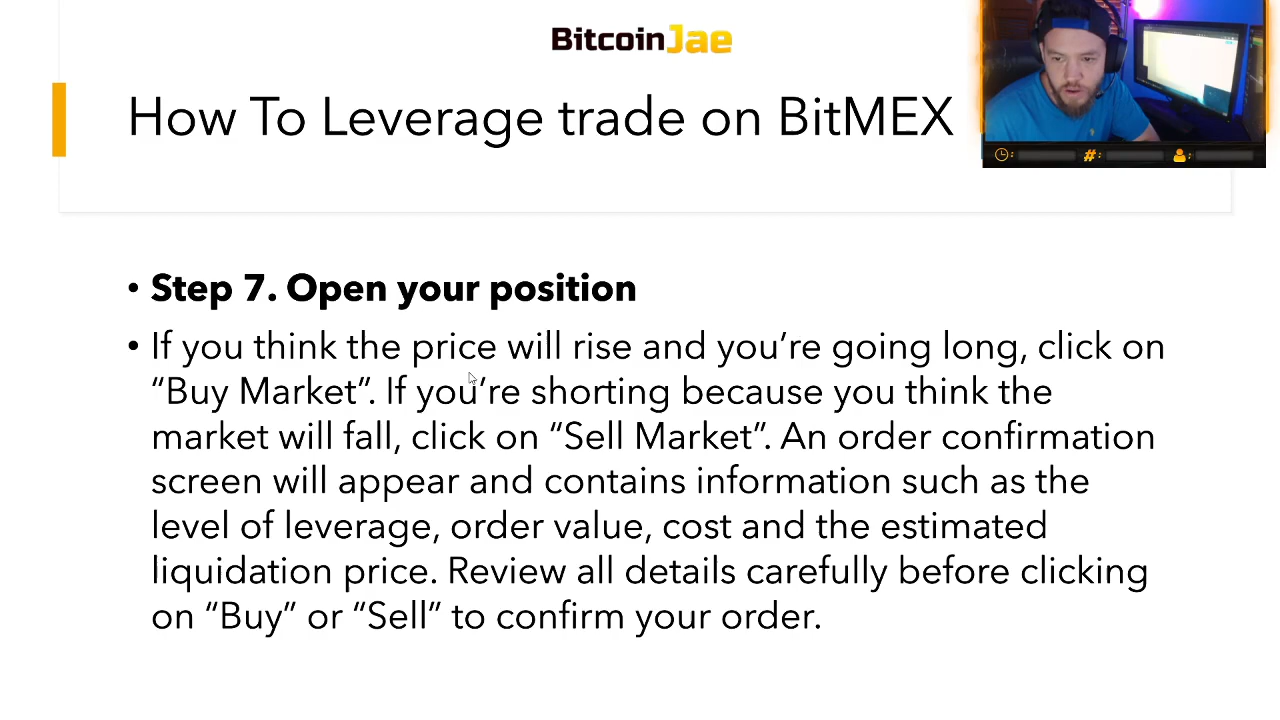 BitcoinJae
How To Leverage trade on BitMEX
# :
:
:
• Step 7. Open your position
• If you think the price will rise and you’re going long, click on
“Buy Market”. If you’re shorting because you think the
market will fall, click on “Sell Market”. An order confirmation
screen will appear and contains information such as the
level of leverage, order value, cost and the estimated
liquidation price. Review all details carefully before clicking
on “Buy” or “Sell” to confirm your order.